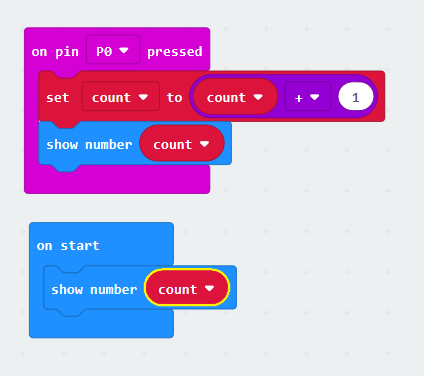 on pin P0 pressed
set count to count + 1
show number count
on start
show number count